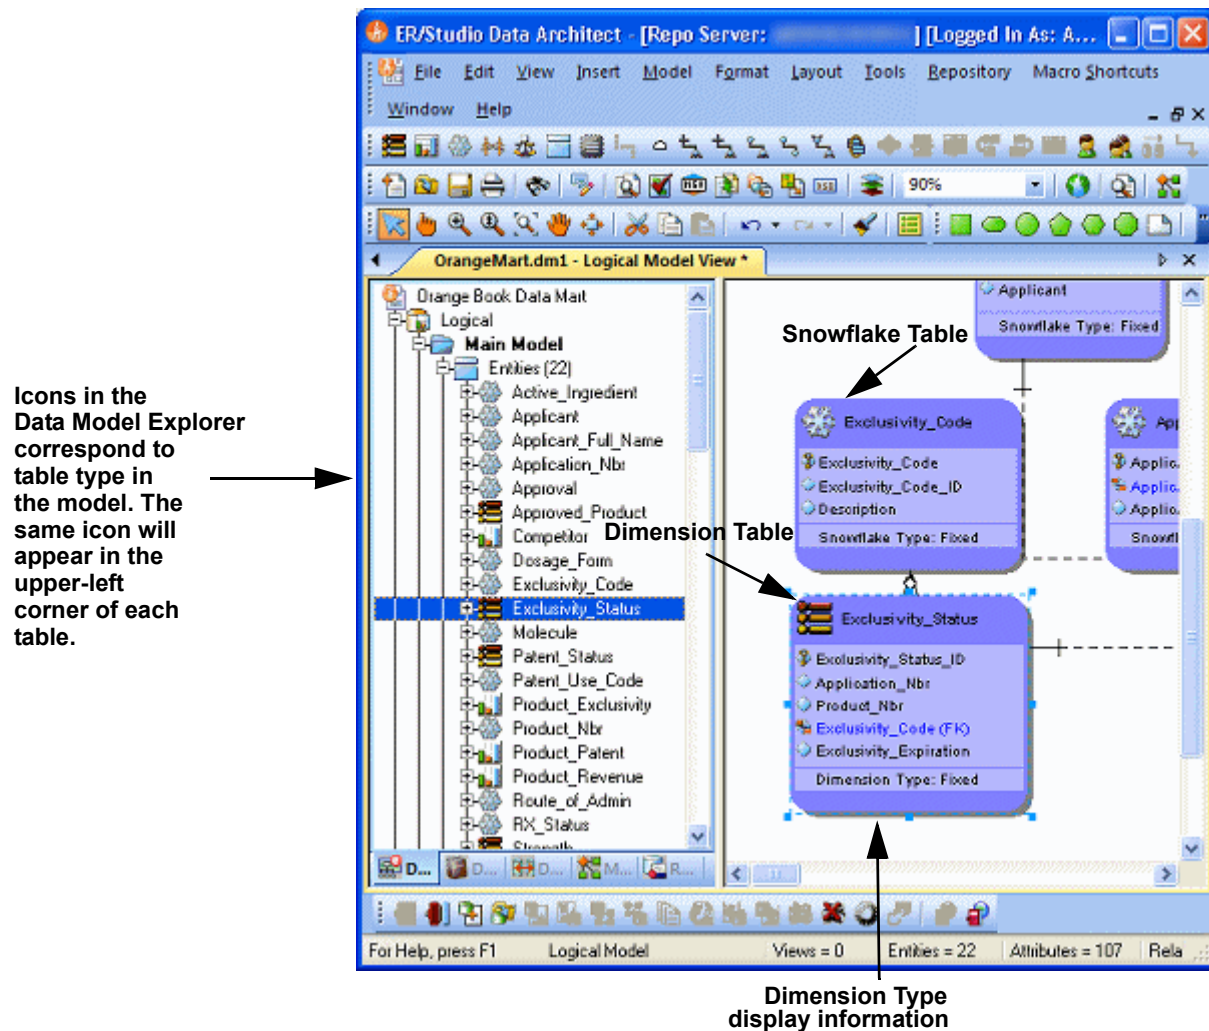 ER/Studio Data Architect - [Repo Server: ] [Logged In As: A...
File Edit View Insert Model Format Layout Tools Repository Macro Shortcuts
Window Help
90%
OrangeMart.dm1 - Logical Model View *
Orange Book Data Mart
Logical
Main Model
Entities (22)
Active_Ingredient
Applicant
Applicant_Full_Name
Application_Nbr
Approval
Approved_Product
Competitor
Dosage_Form
Exclusivity_Code
Exclusivity_Status
Molecule
Patent_Status
Patent_Use_Code
Product_Exclusivity
Product_Nbr
Product_Patent
Product_Revenue
Route_of_Admin
RX_Status
Strength
D... D... D... M... R...
Applicant
Snowflake Type: Fixed
Snowflake Table
Exclusivity_Code
Exclusivity_Code
Exclusivity_Code_ID
Description
Snowflake Type: Fixed
App
Applic
Applic
Applic
Snowfl
Dimension Table
Exclusivity_Status
Exclusivity_Status_ID
Application_Nbr
Product_Nbr
Exclusivity_Code (FK)
Exclusivity_Expiration
Dimension Type: Fixed
For Help, press F1 Logical Model Views = 0 Entities = 22 Attributes = 107 Rela
Icons in the
Data Model Explorer
correspond to
table type in
the model. The
same icon will
appear in the
upper-left
corner of each
table.
Dimension Type
display information